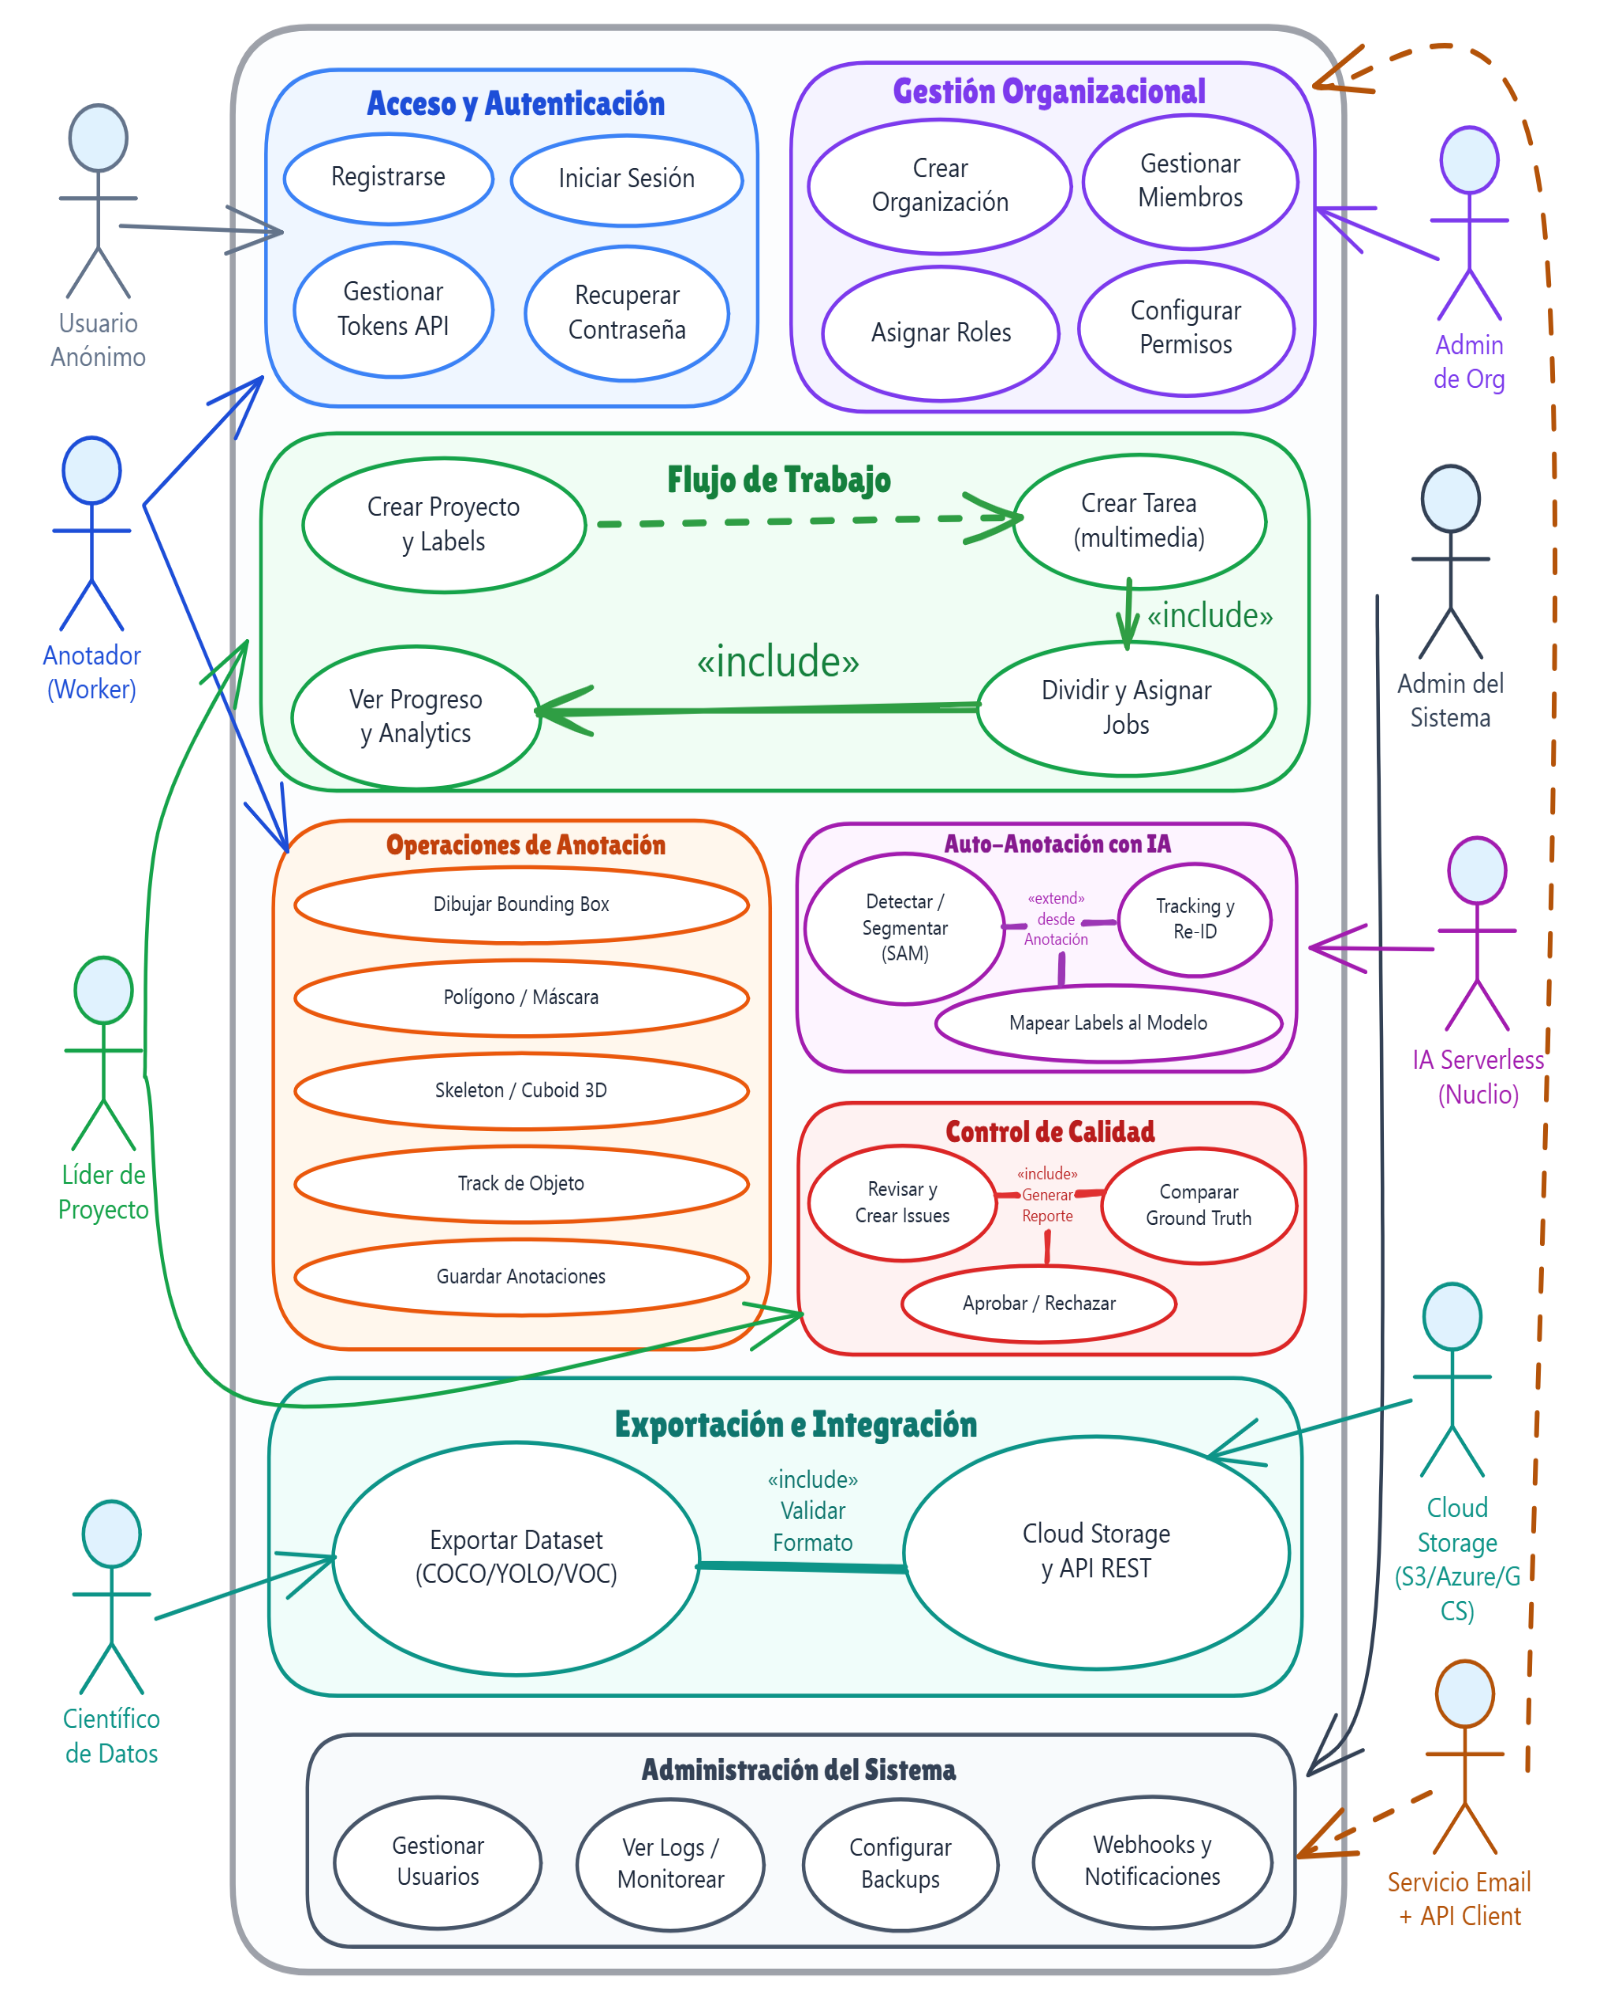 Acceso y Autenticación
Registrarse
Iniciar Sesión
Gestionar
Tokens API
Recuperar
Contraseña
Gestión Organizacional
Crear
Organización
Gestionar
Miembros
Asignar Roles
Configurar
Permisos
Usuario
Anónimo
Admin
de Org
Flujo de Trabajo
Crear Proyecto
y Labels
Crear Tarea
(multimedia)
«include»
«include»
Ver Progreso
y Analytics
Dividir y Asignar
Jobs
Anotador
(Worker)
Admin del
Sistema
Operaciones de Anotación
Dibujar Bounding Box
Polígono / Máscara
Skeleton / Cuboid 3D
Track de Objeto
Guardar Anotaciones
Auto-Anotación con IA
Detectar /
Segmentar
(SAM)
«extend»
desde
Anotación
Tracking y
Re-ID
Mapear Labels al Modelo
IA Serverless
(Nuclio)
Líder de
Proyecto
Control de Calidad
Revisar y
Crear Issues
«include»
Generar
Reporte
Comparar
Ground Truth
Aprobar / Rechazar
Exportación e Integración
Exportar Dataset
(COCO/YOLO/VOC)
«include»
Validar
Formato
Cloud Storage
y API REST
Cloud
Storage
(S3/Azure/G
CS)
Científico
de Datos
Administración del Sistema
Gestionar
Usuarios
Ver Logs /
Monitorear
Configurar
Backups
Webhooks y
Notificaciones
Servicio Email
+ API Client